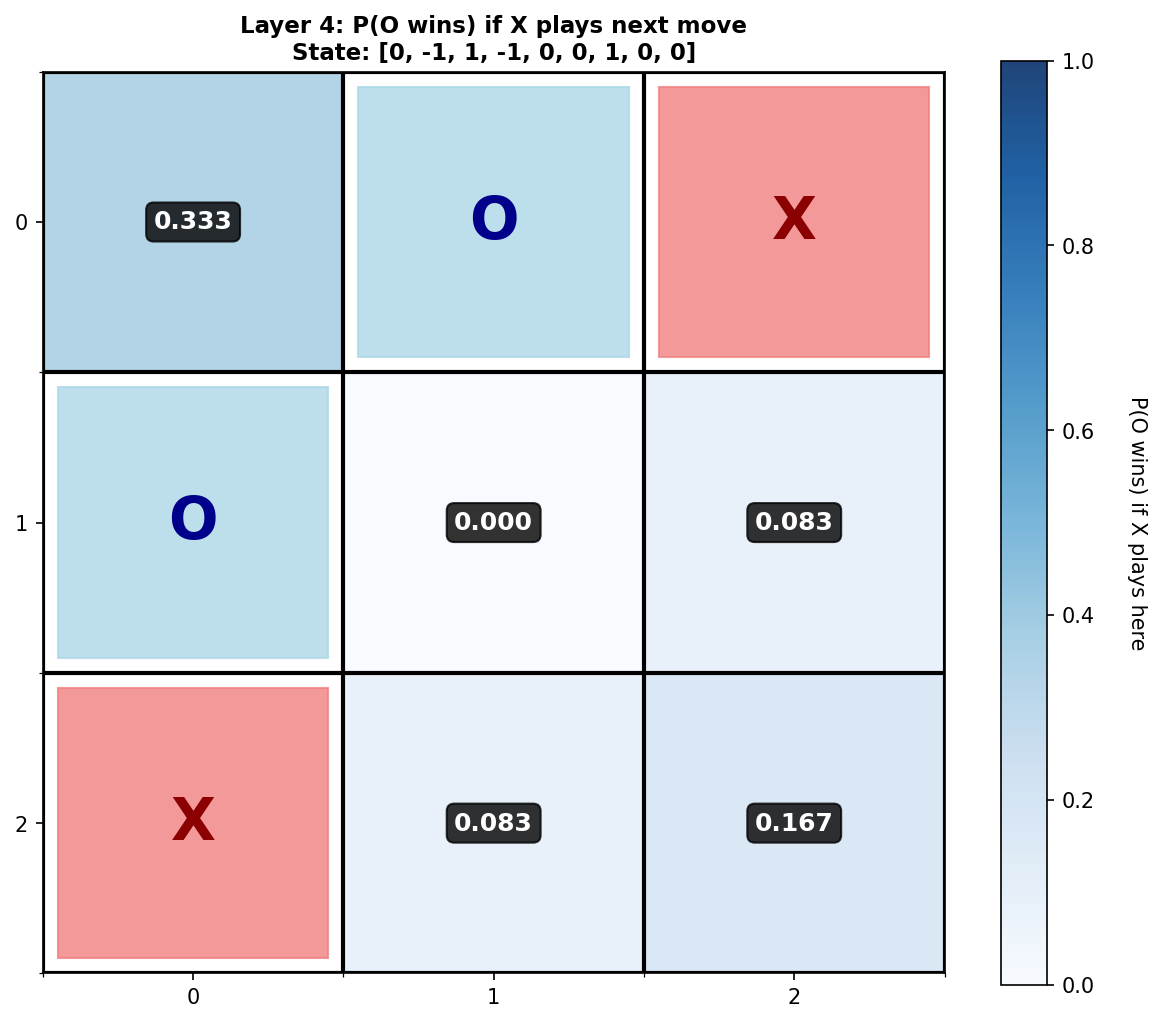 Layer 4: P(O wins) if X plays next move
State: [0, -1, 1, -1, 0, 0, 1, 0, 0]
0
0.333
O
X
1
O
0.000
0.083
2
X
0.083
0.167
0
1
2
1.0
0.8
0.6
0.4
0.2
0.0
P(O wins) if X plays here